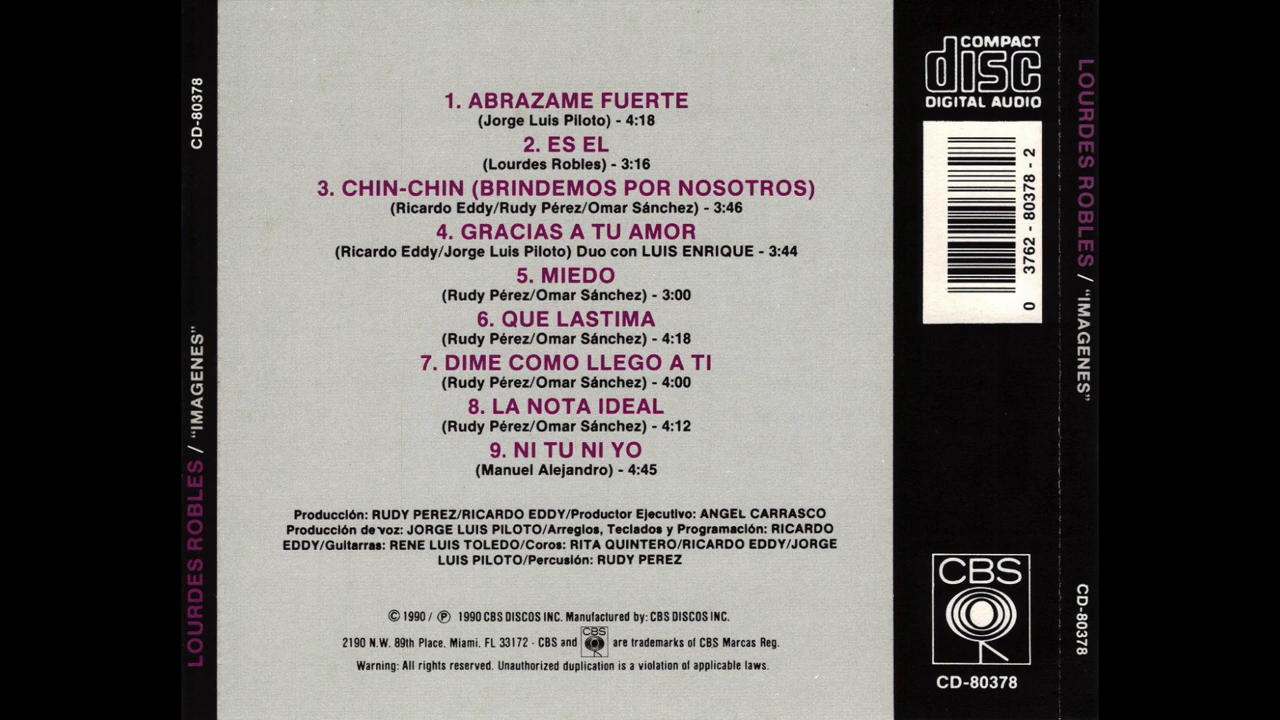 CD-80378
LOURDES ROBLES / "IMAGENES"
1. ABRAZAME FUERTE
(Jorge Luis Piloto) - 4:18
2. ES EL
(Lourdes Robles) - 3:16
3. CHIN-CHIN (BRINDEMOS POR NOSOTROS)
(Ricardo Eddy/Rudy Pérez/Omar Sánchez) - 3:46
4. GRACIAS A TU AMOR
(Ricardo Eddy/Jorge Luis Piloto) Duo con LUIS ENRIQUE - 3:44
5. MIEDO
(Rudy Pérez/Omar Sánchez) - 3:00
6. QUE LASTIMA
(Rudy Pérez/Omar Sánchez) - 4:18
7. DIME COMO LLEGO A TI
(Rudy Pérez/Omar Sánchez) - 4:00
8. LA NOTA IDEAL
(Rudy Pérez/Omar Sánchez) - 4:12
9. NI TU NI YO
(Manuel Alejandro) - 4:45
Producción: RUDY PEREZ/RICARDO EDDY/Productor Ejecutivo: ANGEL CARRASCO
Producción de voz: JORGE LUIS PILOTO/Arreglos, Teclados y Programación: RICARDO
EDDY/Guitarras: RENE LUIS TOLEDO/Coros: RITA QUINTERO/RICARDO EDDY/JORGE
LUIS PILOTO/Percusión: RUDY PEREZ
© 1990 / ℗ 1990 CBS DISCOS INC. Manufactured by: CBS DISCOS INC.
2190 N.W. 89th Place. Miami. FL 33172 - CBS and CBS are trademarks of CBS Marcas Reg.
Warning: All rights reserved. Unauthorized duplication is a violation of applicable laws.
COMPACT
disc
DIGITAL AUDIO
0 3762 - 80378 - 2
CBS
CD-80378
LOURDES ROBLES / "IMAGENES"
CD-80378